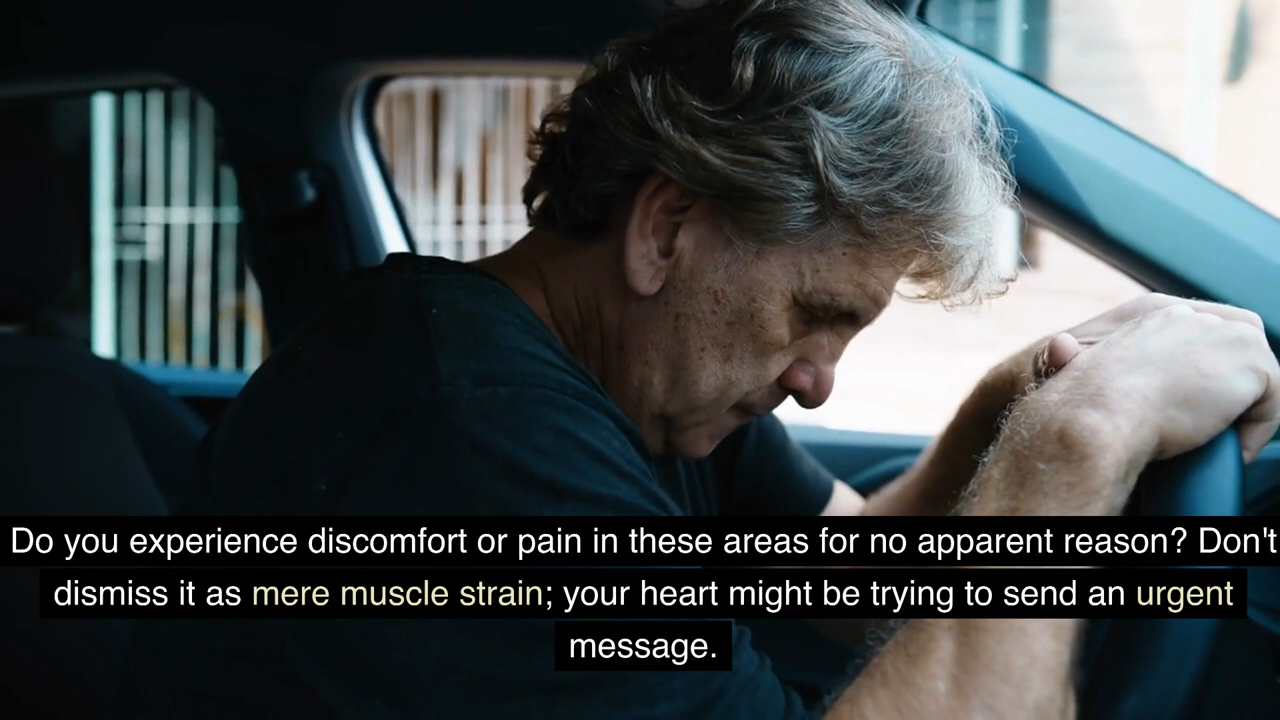 Do you experience discomfort or pain in these areas for no apparent reason? Don't
dismiss it as mere muscle strain; your heart might be trying to send an urgent
message.